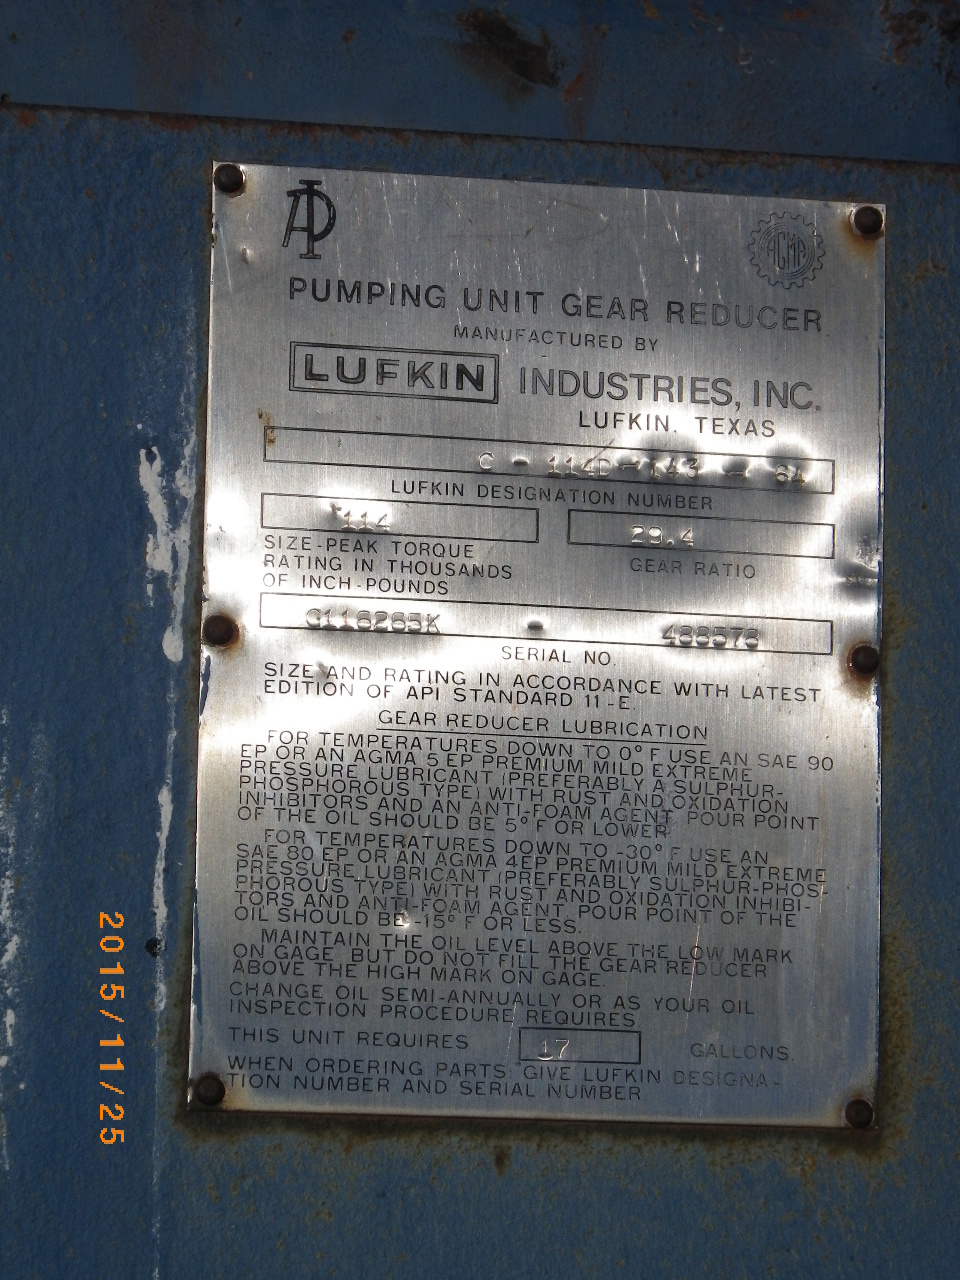 API
AGMA
PUMPING UNIT GEAR REDUCER
MANUFACTURED BY
LUFKIN INDUSTRIES, INC.
LUFKIN, TEXAS
C - 114D - 143 - 64
LUFKIN DESIGNATION NUMBER
114
29.4
SIZE-PEAK TORQUE
RATING IN THOUSANDS
OF INCH-POUNDS
GEAR RATIO
G118283K - 488578
SERIAL NO.
SIZE AND RATING IN ACCORDANCE WITH LATEST
EDITION OF API STANDARD 11-E.
GEAR REDUCER LUBRICATION
FOR TEMPERATURES DOWN TO 0° F USE AN SAE 90
EP OR AN AGMA 5 EP PREMIUM MILD EXTREME
PRESSURE LUBRICANT (PREFERABLY A SULPHUR-
PHOSPHOROUS TYPE) WITH RUST AND OXIDATION
INHIBITORS AND AN ANTI-FOAM AGENT, POUR POINT
OF THE OIL SHOULD BE 5° F OR LOWER.
FOR TEMPERATURES DOWN TO -30° F USE AN
SAE 80 EP OR AN AGMA 4EP PREMIUM MILD EXTREME
PRESSURE LUBRICANT (PREFERABLY SULPHUR-PHOS-
PHOROUS TYPE) WITH RUST AND OXIDATION INHIBI-
TORS AND ANTI-FOAM AGENT, POUR POINT OF THE
OIL SHOULD BE -15° F OR LESS.
MAINTAIN THE OIL LEVEL ABOVE THE LOW MARK
ON GAGE, BUT DO NOT FILL THE GEAR REDUCER
ABOVE THE HIGH MARK ON GAGE.
CHANGE OIL SEMI-ANNUALLY OR AS YOUR OIL
INSPECTION PROCEDURE REQUIRES
THIS UNIT REQUIRES 17 GALLONS.
WHEN ORDERING PARTS, GIVE LUFKIN DESIGNA-
TION NUMBER AND SERIAL NUMBER.
2015/11/25